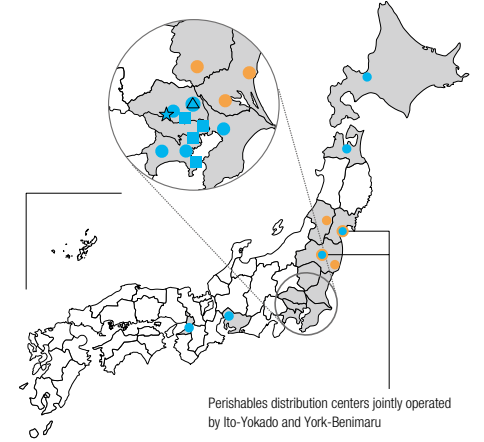 Perishables distribution centers jointly operated
by Ito-Yokado and York-Benimaru